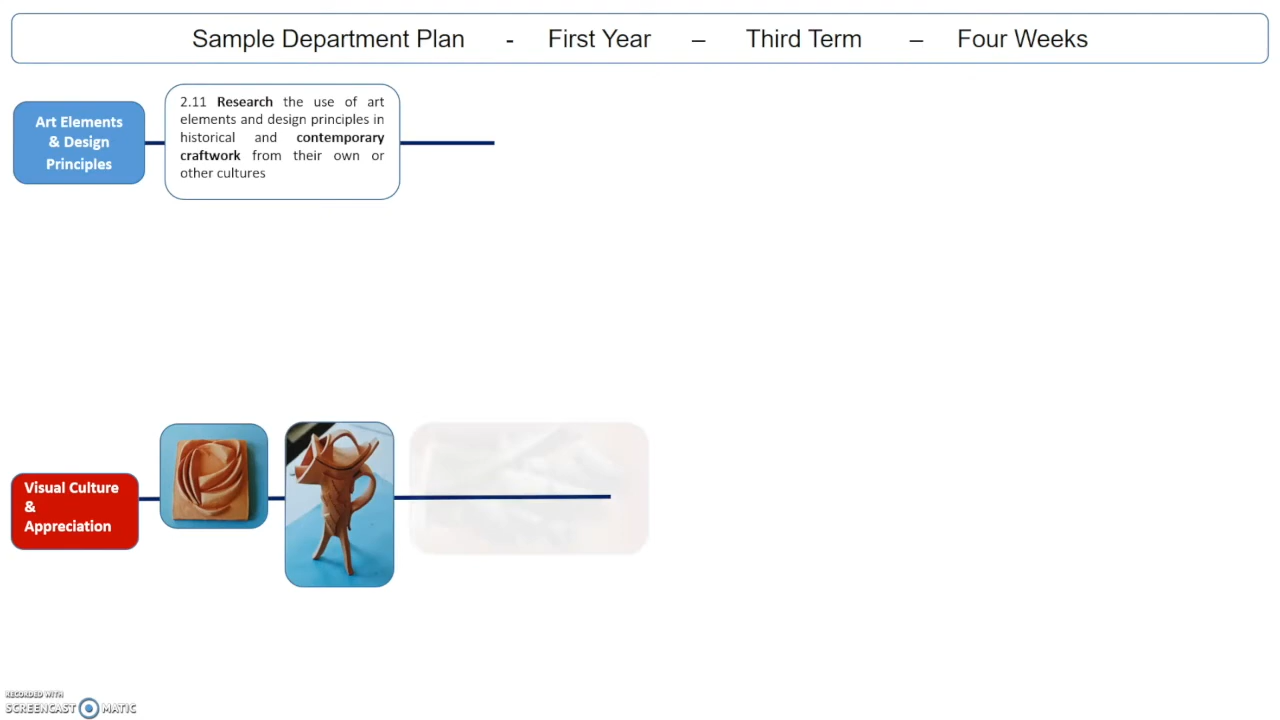 Sample Department Plan - First Year – Third Term – Four Weeks
Art Elements
& Design
Principles
2.11 Research the use of art
elements and design principles in
historical and contemporary
craftwork from their own or
other cultures
Visual Culture
&
Appreciation
RECORDED WITH
SCREENCAST MATIC